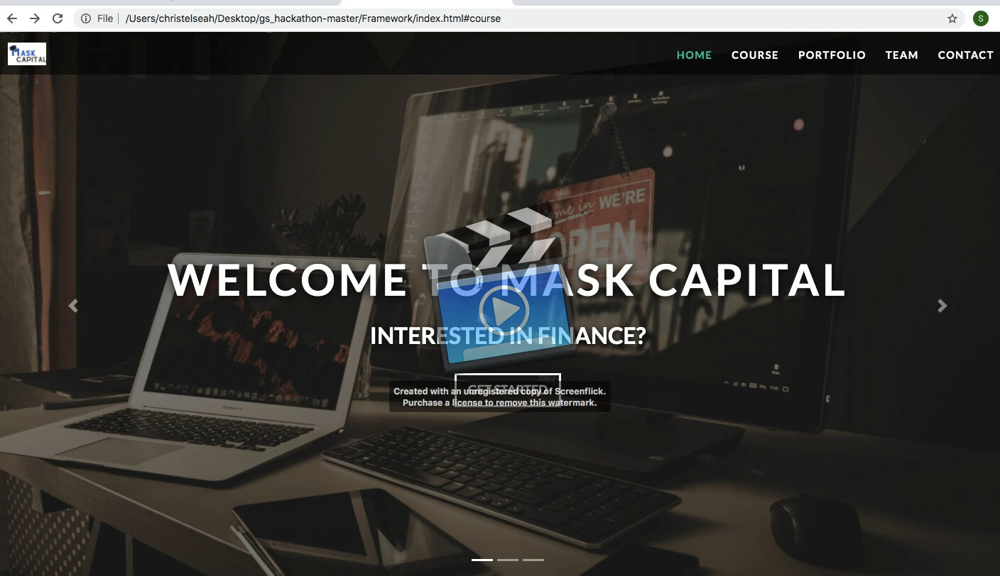 File
/Users/christelseah/Desktop/gs_hackathon-master/Framework/index.html#course
S
MASK
CAPITAL
HOME COURSE PORTFOLIO TEAM CONTACT
come in WE'RE
OPEN
WELCOME TO MASK CAPITAL
INTERESTED IN FINANCE?
GET STARTED
Created with an unregistered copy of Screenflick.
Purchase a license to remove this watermark.